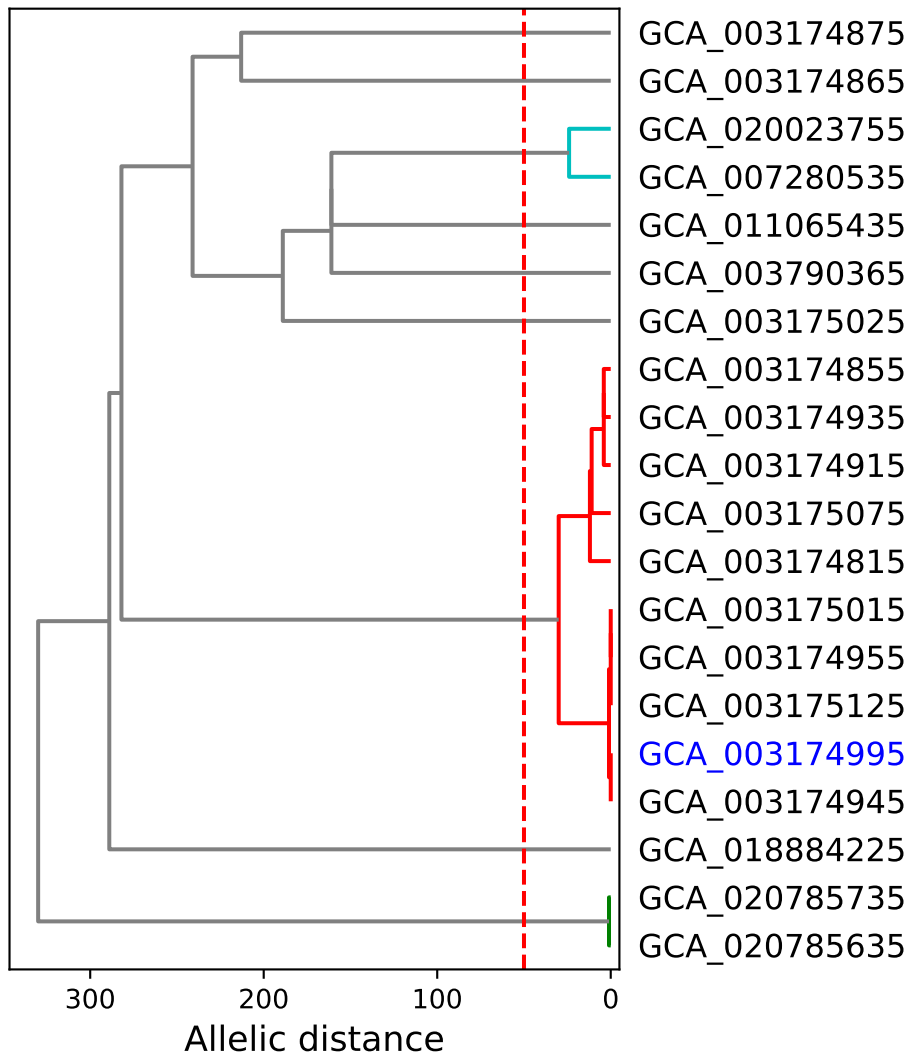 GCA_003174875
GCA_003174865
GCA_020023755
GCA_007280535
GCA_011065435
GCA_003790365
GCA_003175025
GCA_003174855
GCA_003174935
GCA_003174915
GCA_003175075
GCA_003174815
GCA_003175015
GCA_003174955
GCA_003175125
GCA_003174995
GCA_003174945
GCA_018884225
GCA_020785735
GCA_020785635
300 200 100 0
Allelic distance